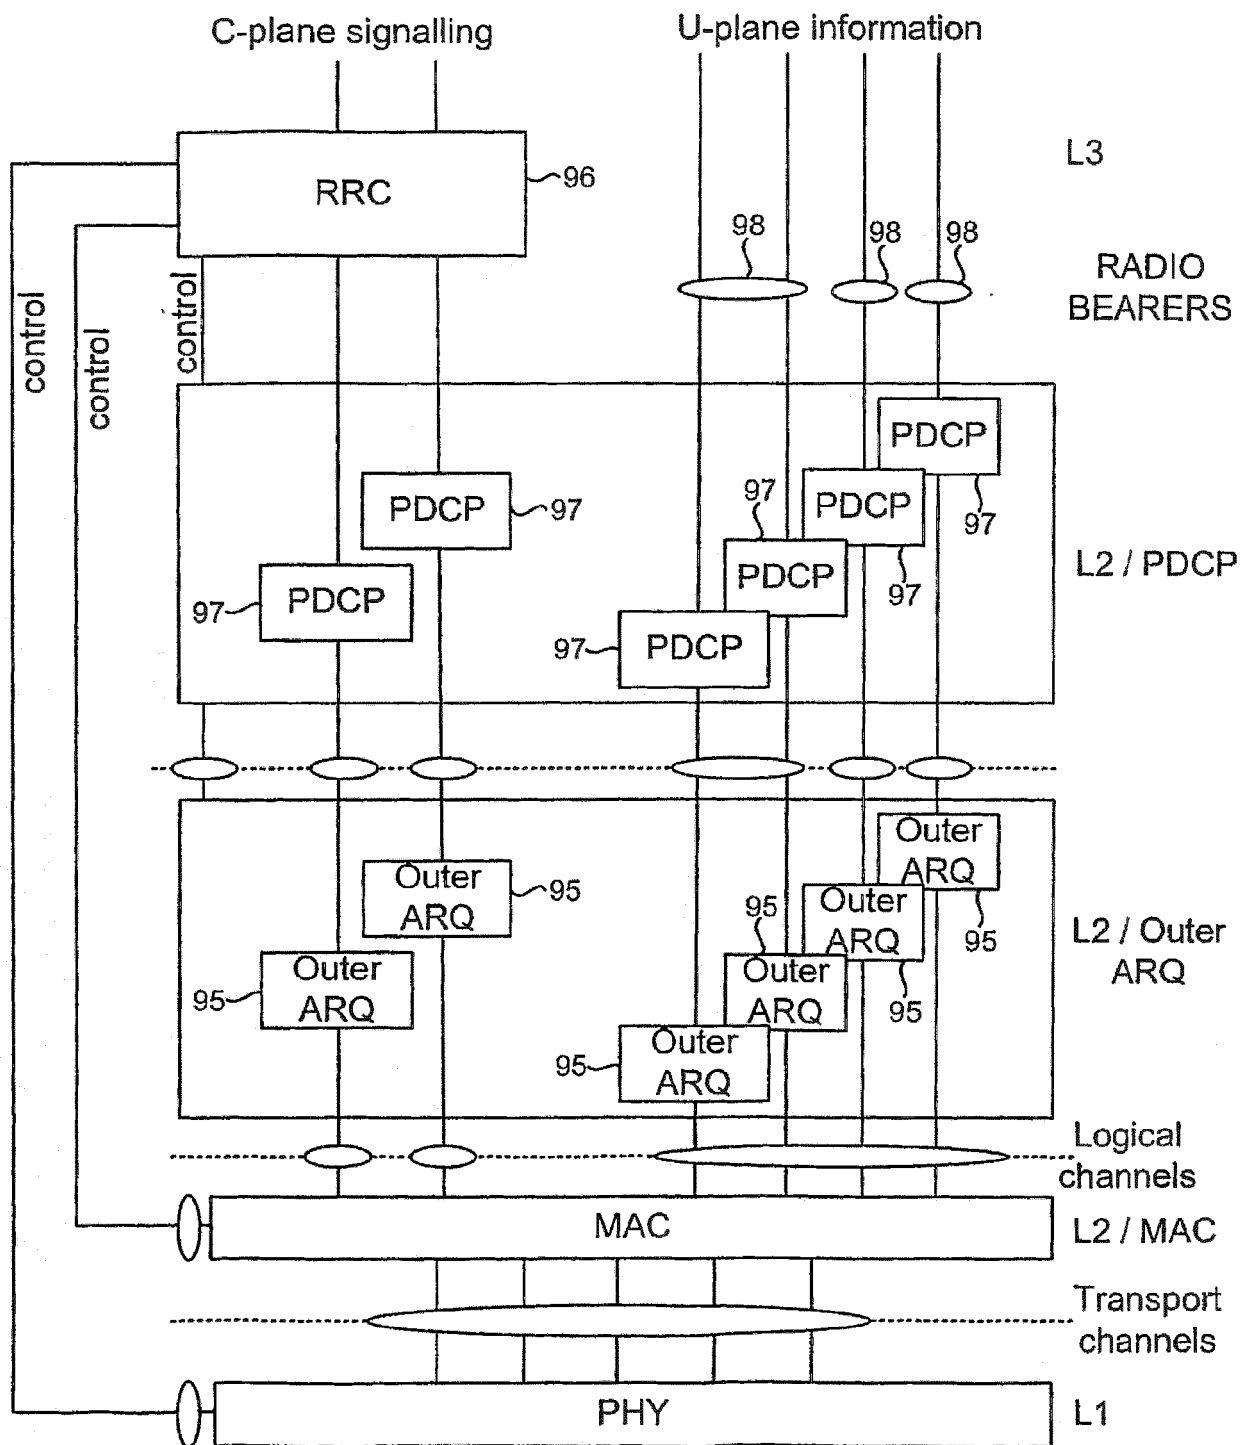 C-plane signalling
U-plane information
RRC
96
L3
98
98
98
RADIO
BEARERS
control
control
control
PDCP
97
PDCP
97
PDCP
97
PDCP
97
PDCP
97
PDCP
97
L2 / PDCP
Outer
ARQ
95
Outer
ARQ
95
Outer
ARQ
95
Outer
ARQ
95
Outer
ARQ
95
Outer
ARQ
95
L2 / Outer
ARQ
Logical
channels
MAC
L2 / MAC
Transport
channels
PHY
L1